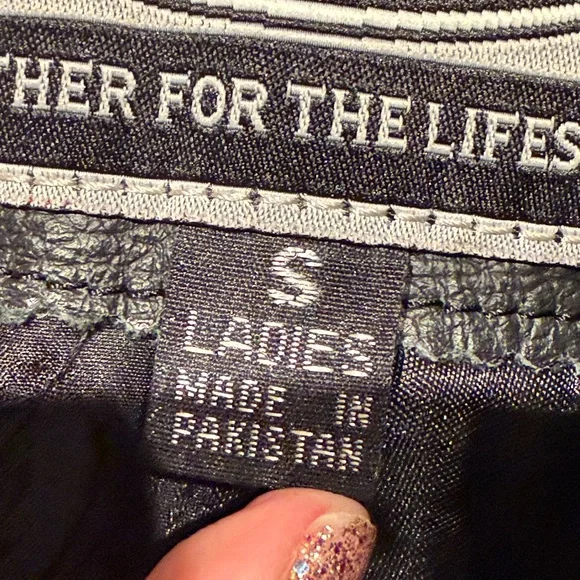 THER FOR THE LIFES
S
LADIES
MADE IN
PAKISTAN